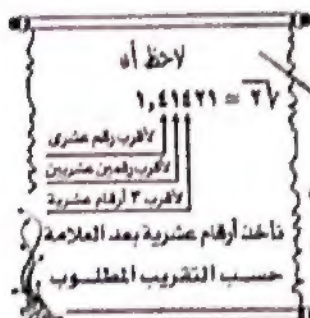 لاحظ أن
√٢ = ١,٤١٤٢١
لأقرب رقم عشرى
لأقرب رقمين عشريين
لأقرب ٣ أرقام عشرية
نأخذ أرقام عشرية بعد العلامة
حسب التقريب المطلوب